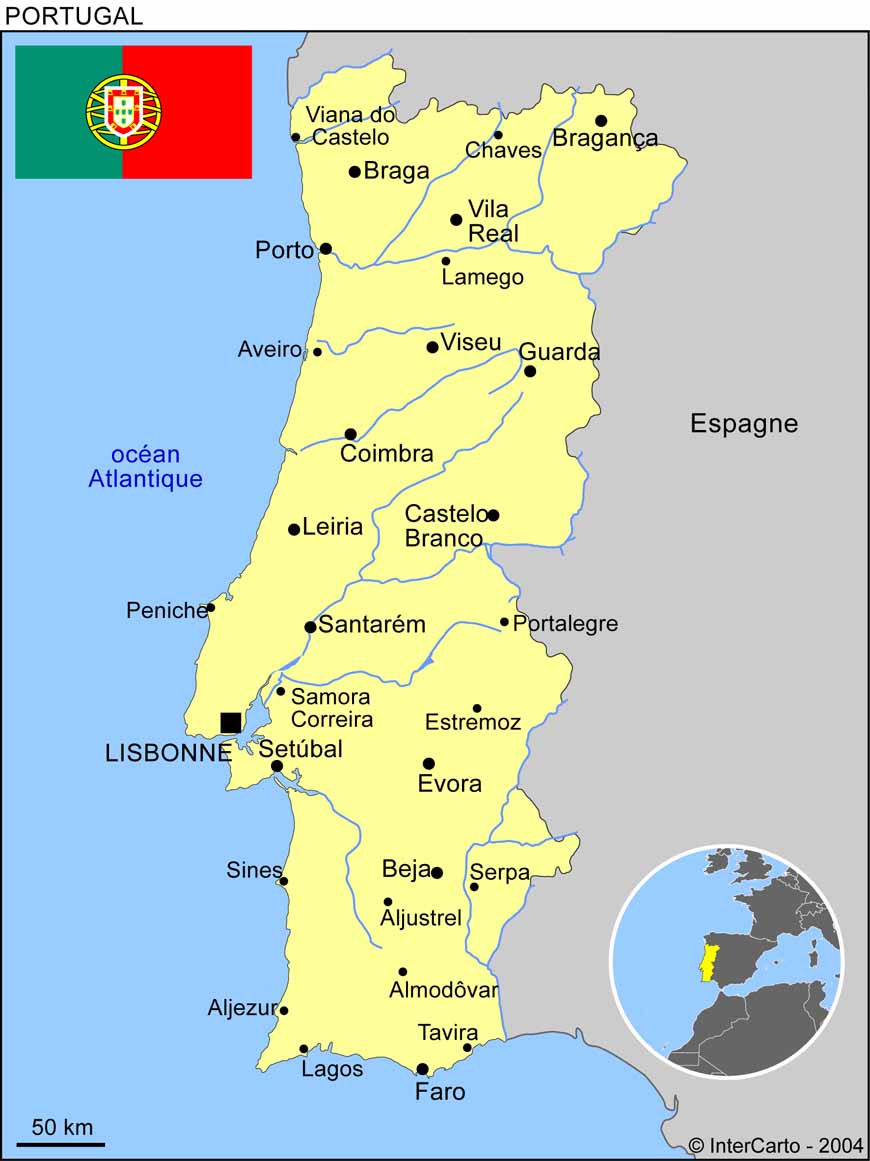 PORTUGAL
Viana do
Castelo
Chaves
Bragança
Braga
Vila
Real
Porto
Lamego
Aveiro
Viseu
Guarda
Espagne
océan
Atlantique
Coimbra
Leiria
Castelo
Branco
Peniche
Santarém
Portalegre
Samora
Correira
Estremoz
LISBONNE
Setúbal
Evora
Sines
Beja
Serpa
Aljustrel
Almodôvar
Aljezur
Tavira
Lagos
Faro
50 km
© InterCarto - 2004